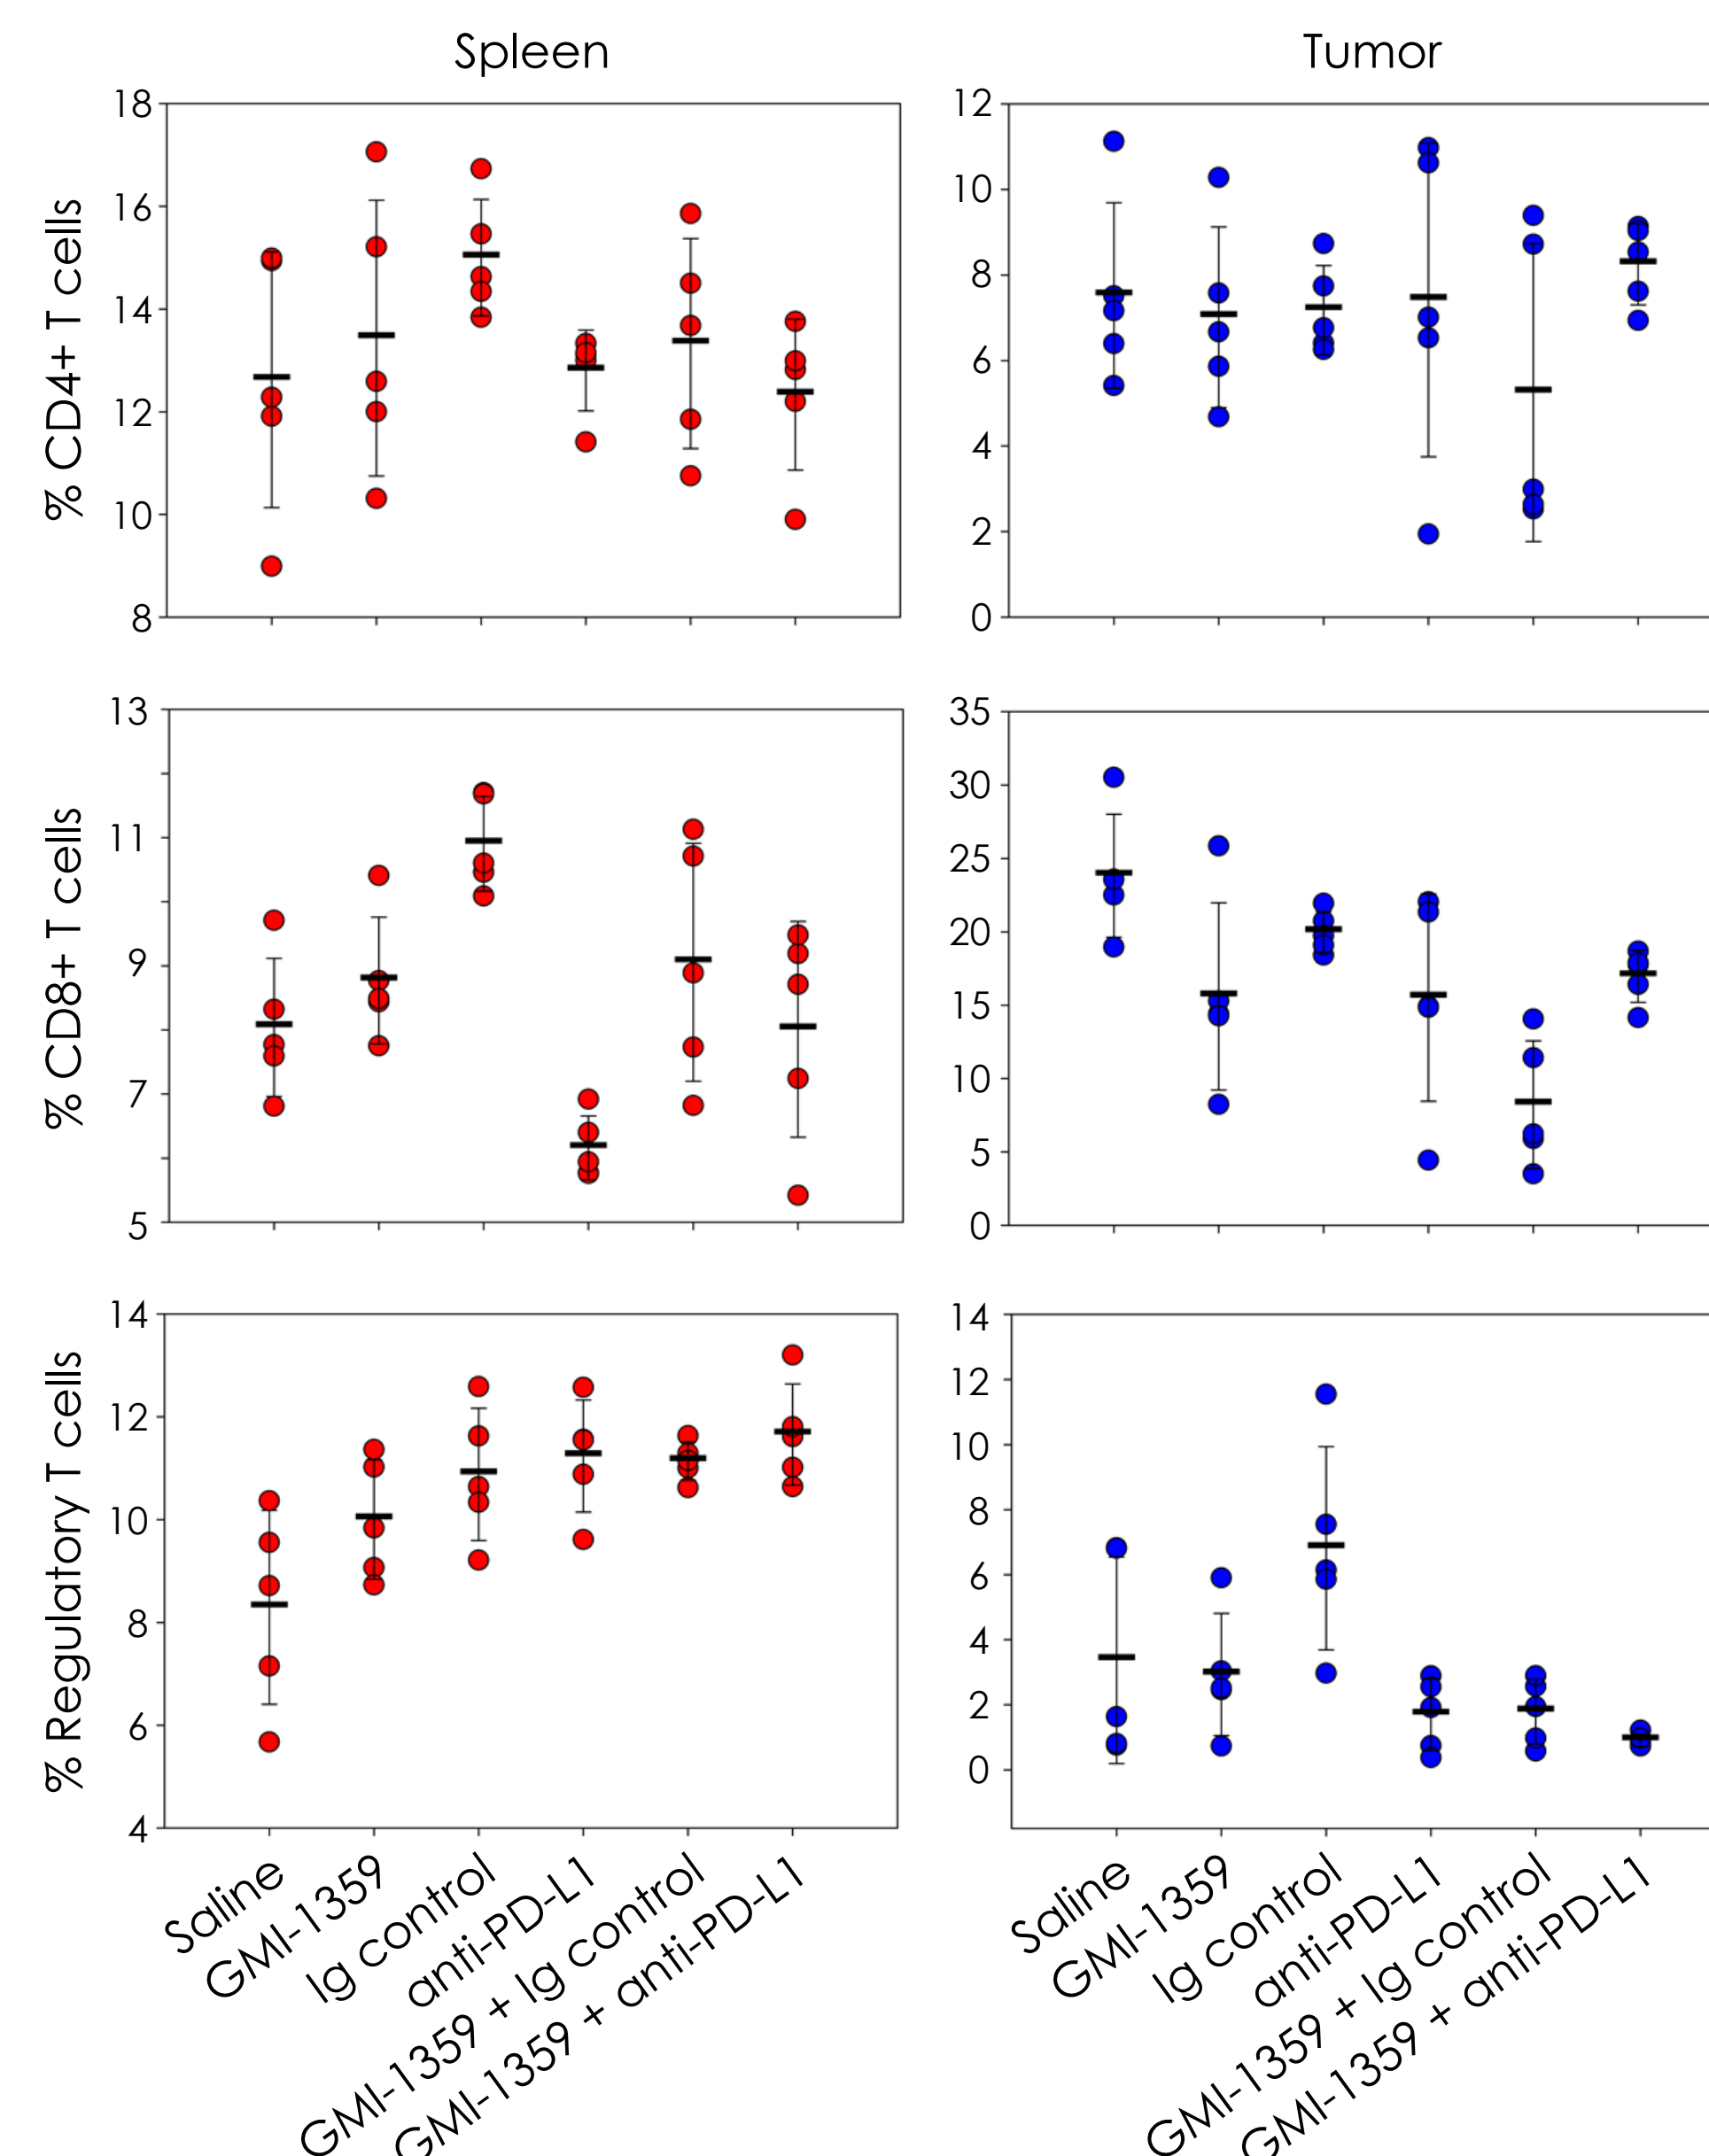 Spleen
Tumor
% CD4+ T cells
18
16
14
12
10
8
12
10
8
6
4
2
0
% CD8+ T cells
13
11
9
7
5
35
30
25
20
15
10
5
0
% Regulatory T cells
14
12
10
8
6
4
14
12
10
8
6
4
2
0
Saline
GMI-1359
Ig control
anti-PD-L1
GMI-1359 + Ig control
GMI-1359 + anti-PD-L1
Saline
GMI-1359
Ig control
anti-PD-L1
GMI-1359 + Ig control
GMI-1359 + anti-PD-L1